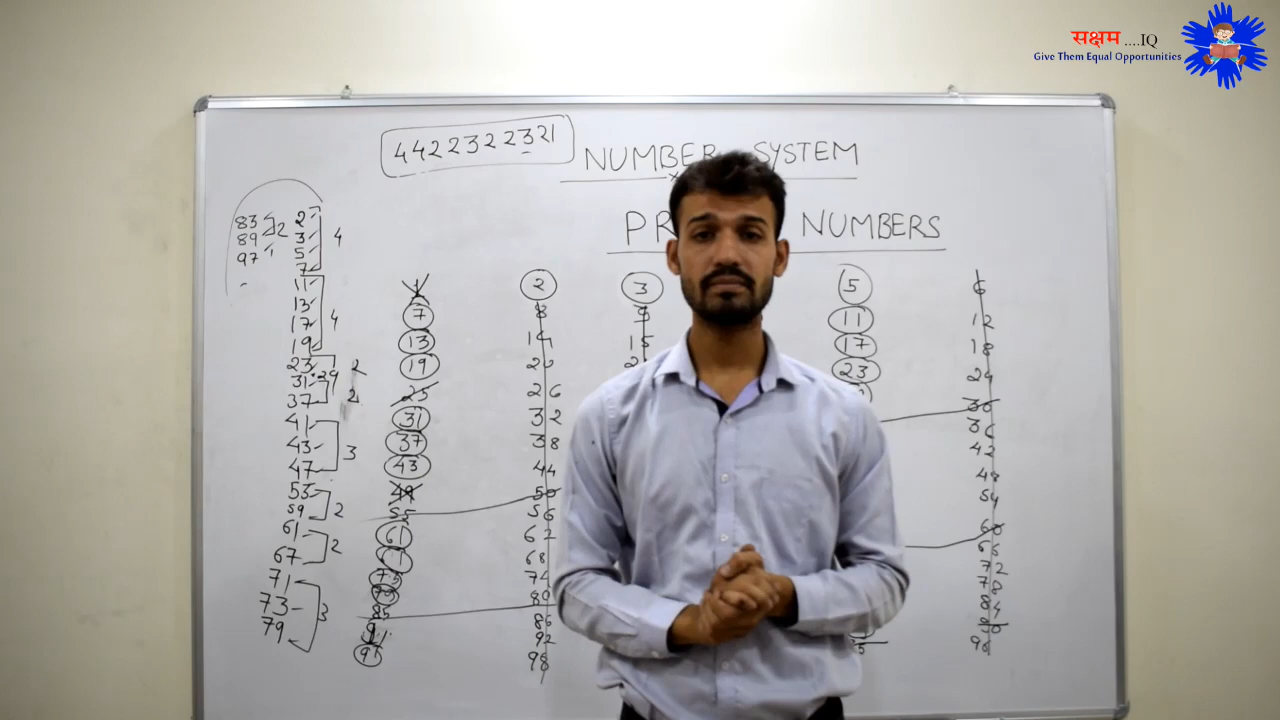 सक्षम ....IQ
Give Them Equal Opportunities
4422322321
NUMBER SYSTEM
NUMBERS
83 2
89
97
2
3 4
5
7
11
13
17 4
19
23 2
31 29
37 2
41
43 3
47
53
59 2
61
67 2
71
73 3
79
1 2 3 5 6
7 8 9 11 12
13 14 15 17 18
19 20 23 24
25 26 30
31 32 36
37 38 42
43 44 48
49 50 54
55 56 60
61 62 66
68 72
74 78
80 84
85 86 90
92 96
97 98